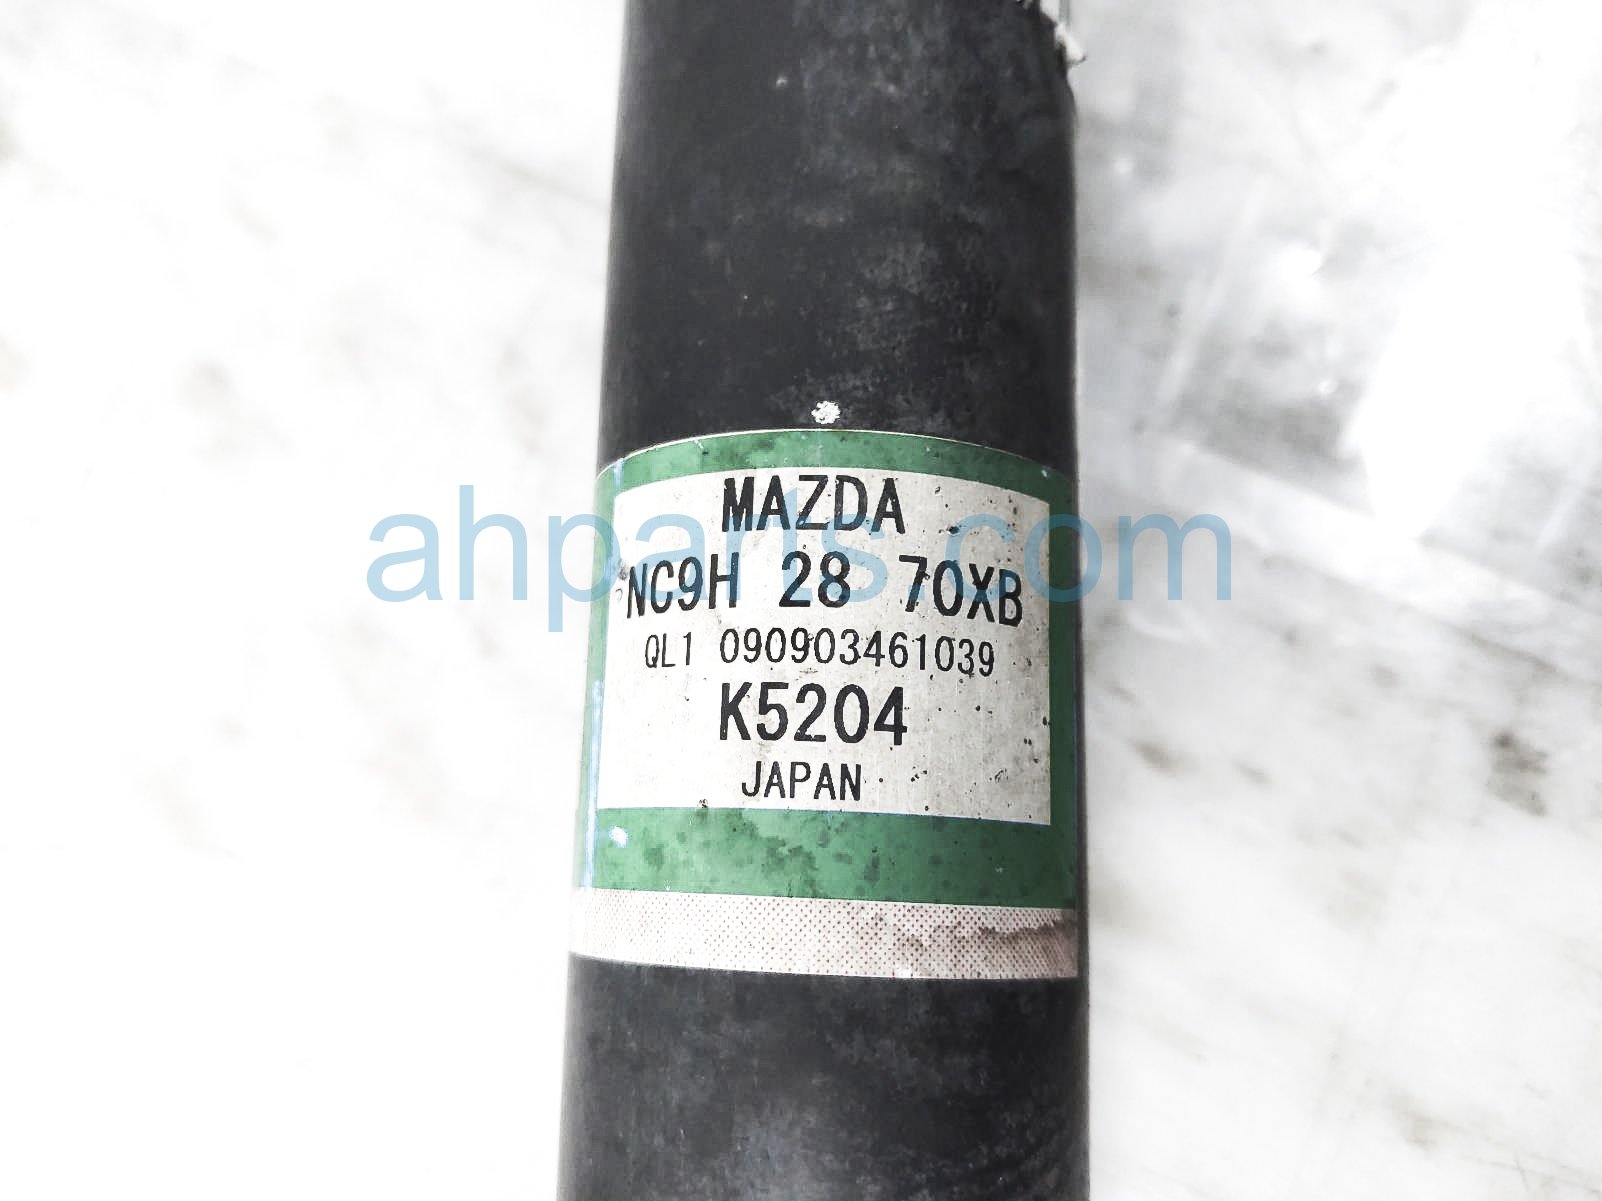 MAZDA
NC9H 28 70XB
QL1 090903461039
K5204
JAPAN
ahparts.com